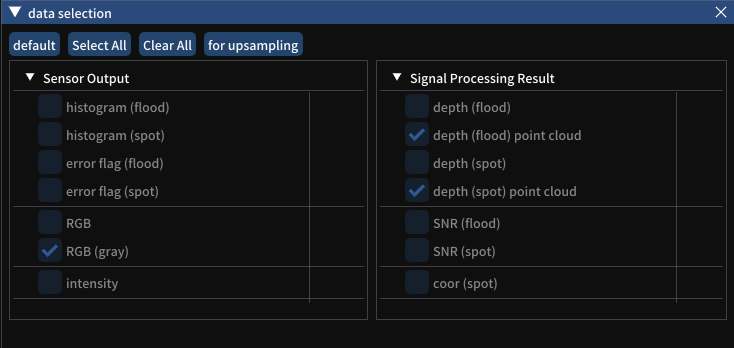 data selection
default Select All Clear All for upsampling
Sensor Output
histogram (flood)
histogram (spot)
error flag (flood)
error flag (spot)
RGB
RGB (gray)
intensity
Signal Processing Result
depth (flood)
depth (flood) point cloud
depth (spot)
depth (spot) point cloud
SNR (flood)
SNR (spot)
coor (spot)